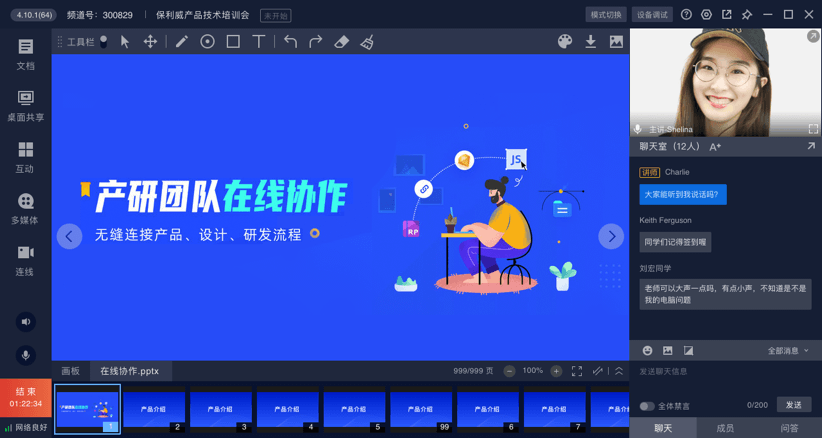 4.10.1(64) 频道号：300829 保利威产品技术培训会 未开始 模式切换 设备调试
文档
桌面共享
互动
多媒体
连线
结 束
01:22:34
网络良好
工具栏
产研团队在线协作
无缝连接产品、设计、研发流程
JS
RP
画板 在线协作.pptx 999/999 页 100%
产研团队在线协作 1
产品介绍 2
产品介绍 3
产品介绍 4
产品介绍 5
产品介绍 99
产品介绍 6
产品介绍 7
主讲-Shelina
聊天室（12人） A+
讲师 Charlie
大家能听到我说话吗?
Keith Ferguson
同学们记得签到喔
刘宏同学
老师可以大声一点吗，有点小声，不知道是不是
我的电脑问题
全部消息
发送聊天信息
全体禁言 0/200 发送
聊天 成员 问答